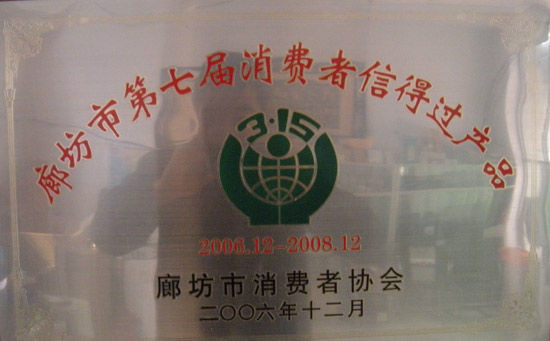 廊坊市第七届消费者信得过产品
3·15
2006.12-2008.12
廊坊市消费者协会
二〇〇六年十二月